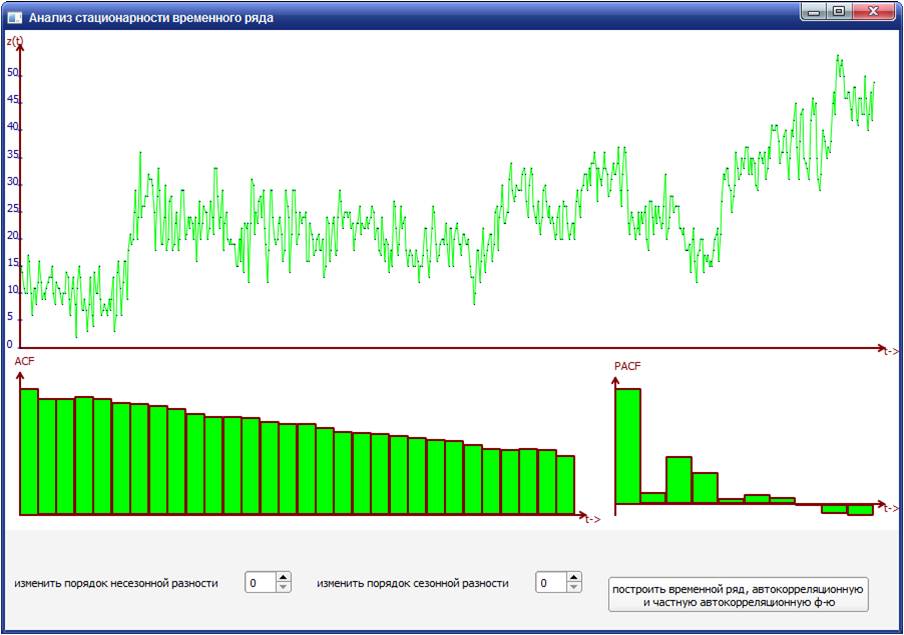 Анализ стационарности временного ряда
z(t)
50
45
40
35
30
25
20
15
10
5
0
t->
ACF
PACF
t->
t->
изменить порядок несезонной разности
0
изменить порядок сезонной разности
0
построить временной ряд, автокорреляционную
и частную автокорреляционную ф-ю